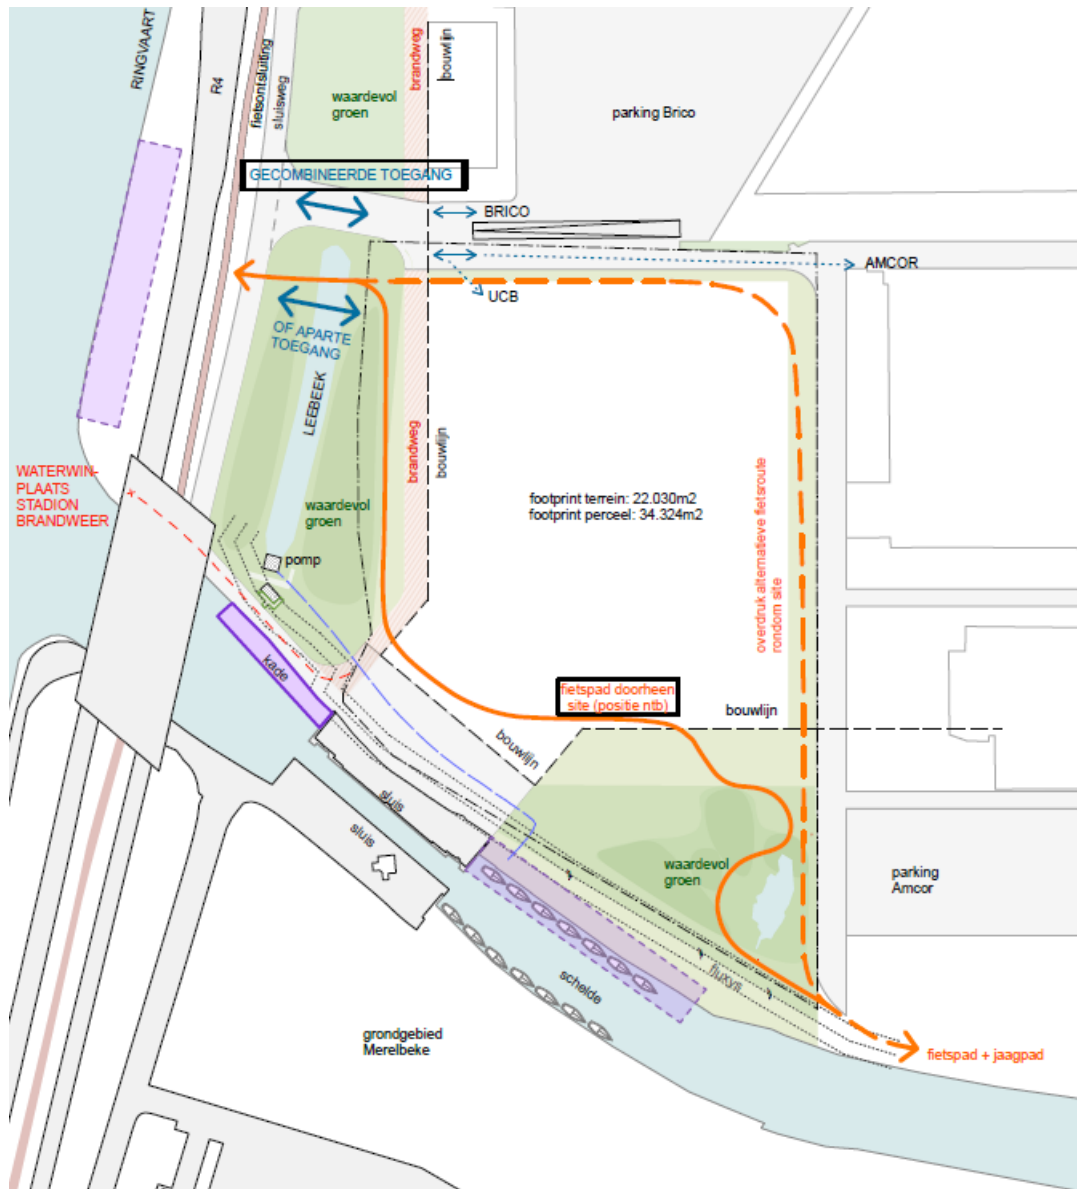 RINGVAART
R4
fietsontsluiting
sluisweg
brandweg
bouwlijn
waardevol
groen
parking Brico
GECOMBINEERDE TOEGANG
BRICO
AMCOR
UCB
OF APARTE
TOEGANG
LEEBEEK
brandweg
bouwlijn
WATERWIN-
PLAATS
STADION
BRANDWEER
waardevol
groen
footprint terrein: 22.030m2
footprint perceel: 34.324m2
overdruk alternatieve fietsroute
rondom site
pomp
kade
fietspad doorheen
site (positie ntb)
bouwlijn
bouwlijn
sluis
sluis
waardevol
groen
parking
Amcor
fluxys
schelde
grondgebied
Merelbeke
fietspad + jaagpad